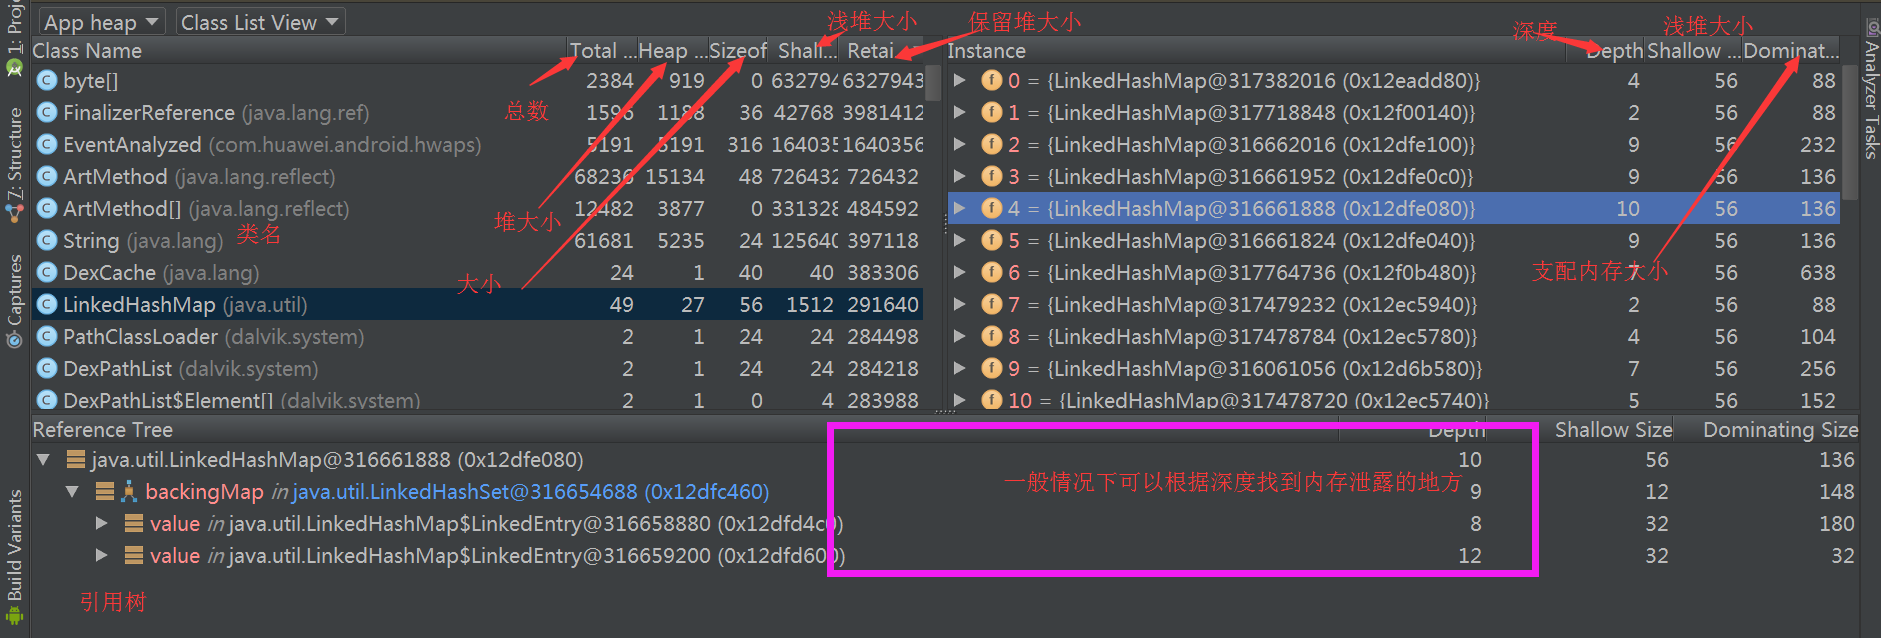 App heap
Class List View
浅堆大小
保留堆大小
深度
浅堆大小
Class Name
Total ...
Heap ...
Sizeof
Shall...
Retai
Instance
Depth
Shallow ...
Dominat...
byte[]
2384
919
0
632794
6327943
FinalizerReference (java.lang.ref)
1596
1188
36
42768
3981412
总数
EventAnalyzed (com.huawei.android.hwaps)
5191
5191
316
164035
1640356
ArtMethod (java.lang.reflect)
68236
15134
48
726432
726432
ArtMethod[] (java.lang.reflect)
12482
3877
0
331328
484592
堆大小
String (java.lang)
类名
61681
5235
24
125640
397118
DexCache (java.lang)
24
1
40
40
383306
大小
LinkedHashMap (java.util)
49
27
56
1512
291640
PathClassLoader (dalvik.system)
2
1
24
24
284498
DexPathList (dalvik.system)
2
1
24
24
284218
DexPathList$Element[] (dalvik.system)
2
1
0
4
283988
0 = {LinkedHashMap@317382016 (0x12eadd80)}
4
56
88
1 = {LinkedHashMap@317718848 (0x12f00140)}
2
56
88
2 = {LinkedHashMap@316662016 (0x12dfe100)}
9
56
232
3 = {LinkedHashMap@316661952 (0x12dfe0c0)}
9
56
136
4 = {LinkedHashMap@316661888 (0x12dfe080)}
10
56
136
5 = {LinkedHashMap@316661824 (0x12dfe040)}
9
56
136
支配内存大小
6 = {LinkedHashMap@317764736 (0x12f0b480)}
7
56
638
7 = {LinkedHashMap@317479232 (0x12ec5940)}
2
56
88
8 = {LinkedHashMap@317478784 (0x12ec5780)}
4
56
104
9 = {LinkedHashMap@316061056 (0x12d6b580)}
7
56
256
10 = {LinkedHashMap@317478720 (0x12ec5740)}
5
56
152
Reference Tree
Depth
Shallow Size
Dominating Size
java.util.LinkedHashMap@316661888 (0x12dfe080)
10
56
136
backingMap in java.util.LinkedHashSet@316654688 (0x12dfc460)
9
12
148
value in java.util.LinkedHashMap$LinkedEntry@316658880 (0x12dfd4c0)
8
32
180
value in java.util.LinkedHashMap$LinkedEntry@316659200 (0x12dfd600)
12
32
32
一般情况下可以根据深度找到内存泄露的地方
引用树
1: Proj
Z: Structure
Captures
Build Variants
Analyzer Tasks